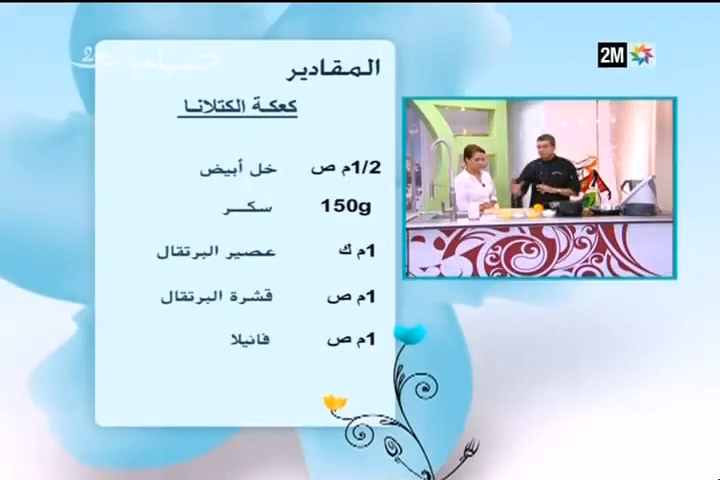 2M
المقادير
كعكة الكتلانا
1/2م ص خل أبيض
150g سكر
1م ك عصير البرتقال
1م ص قشرة البرتقال
1م ص فانيلا